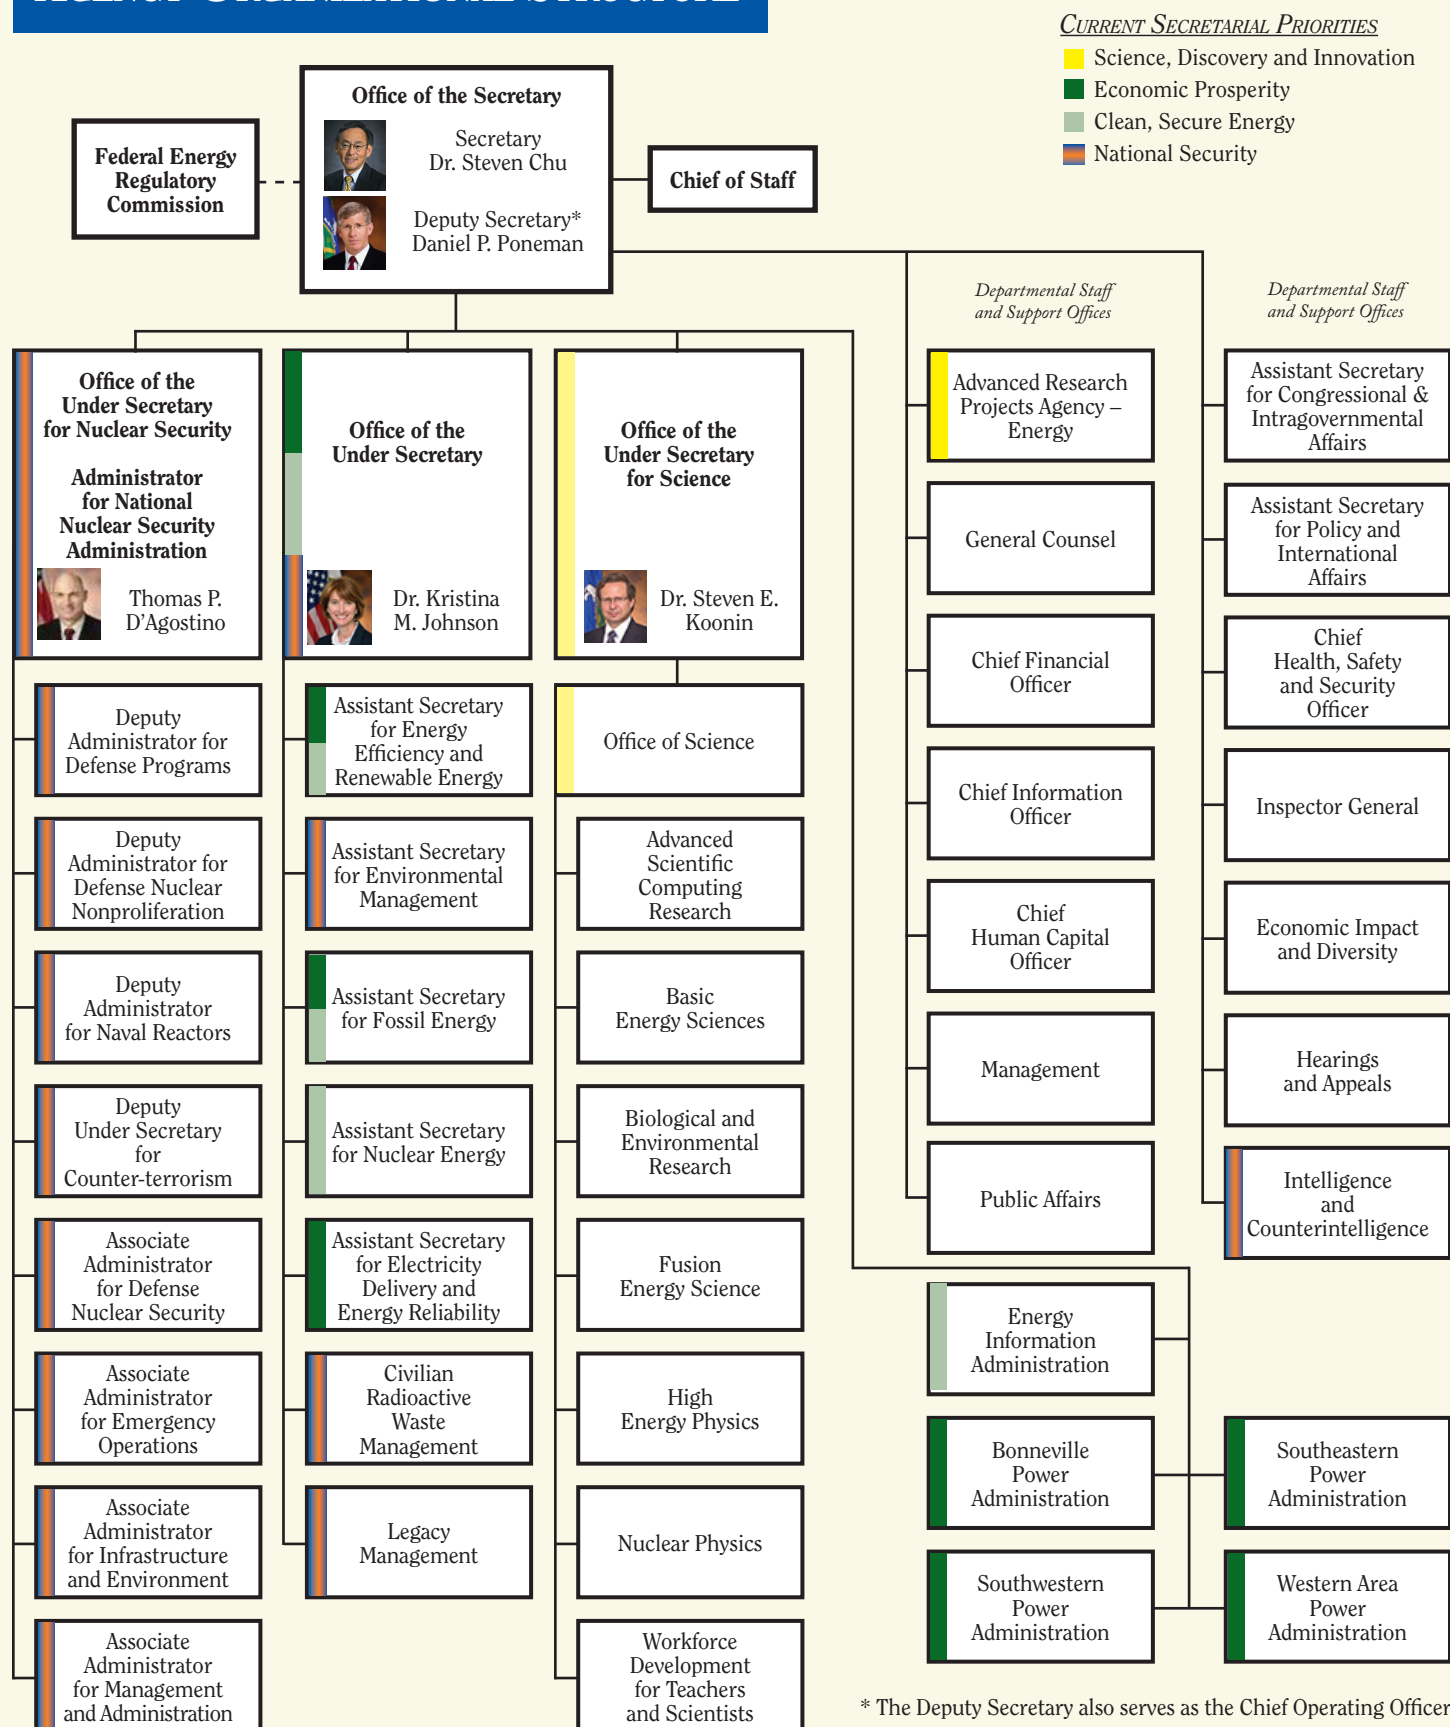 AGENCY ORGANIZATIONAL STRUCTURE
CURRENT SECRETARIAL PRIORITIES
Science, Discovery and Innovation
Economic Prosperity
Clean, Secure Energy
National Security
Office of the Secretary
Secretary
Dr. Steven Chu
Deputy Secretary*
Daniel P. Poneman
Federal Energy
Regulatory
Commission
Chief of Staff
Office of the
Under Secretary
for Nuclear Security
Administrator
for National
Nuclear Security
Administration
Thomas P.
D'Agostino
Deputy
Administrator for
Defense Programs
Deputy
Administrator for
Defense Nuclear
Nonproliferation
Deputy
Administrator
for Naval Reactors
Deputy
Under Secretary
for
Counter-terrorism
Associate
Administrator
for Defense
Nuclear Security
Associate
Administrator
for Emergency
Operations
Associate
Administrator
for Infrastructure
and Environment
Associate
Administrator
for Management
and Administration
Office of the
Under Secretary
Dr. Kristina
M. Johnson
Assistant Secretary
for Energy
Efficiency and
Renewable Energy
Assistant Secretary
for Environmental
Management
Assistant Secretary
for Fossil Energy
Assistant Secretary
for Nuclear Energy
Assistant Secretary
for Electricity
Delivery and
Energy Reliability
Civilian
Radioactive
Waste
Management
Legacy
Management
Office of the
Under Secretary
for Science
Dr. Steven E.
Koonin
Office of Science
Advanced
Scientific
Computing
Research
Basic
Energy Sciences
Biological and
Environmental
Research
Fusion
Energy Science
High
Energy Physics
Nuclear Physics
Workforce
Development
for Teachers
and Scientists
Departmental Staff
and Support Offices
Advanced Research
Projects Agency –
Energy
General Counsel
Chief Financial
Officer
Chief Information
Officer
Chief
Human Capital
Officer
Management
Public Affairs
Departmental Staff
and Support Offices
Assistant Secretary
for Congressional &
Intragovernmental
Affairs
Assistant Secretary
for Policy and
International
Affairs
Chief
Health, Safety
and Security
Officer
Inspector General
Economic Impact
and Diversity
Hearings
and Appeals
Intelligence
and
Counterintelligence
Energy
Information
Administration
Bonneville
Power
Administration
Southeastern
Power
Administration
Southwestern
Power
Administration
Western Area
Power
Administration
* The Deputy Secretary also serves as the Chief Operating Officer